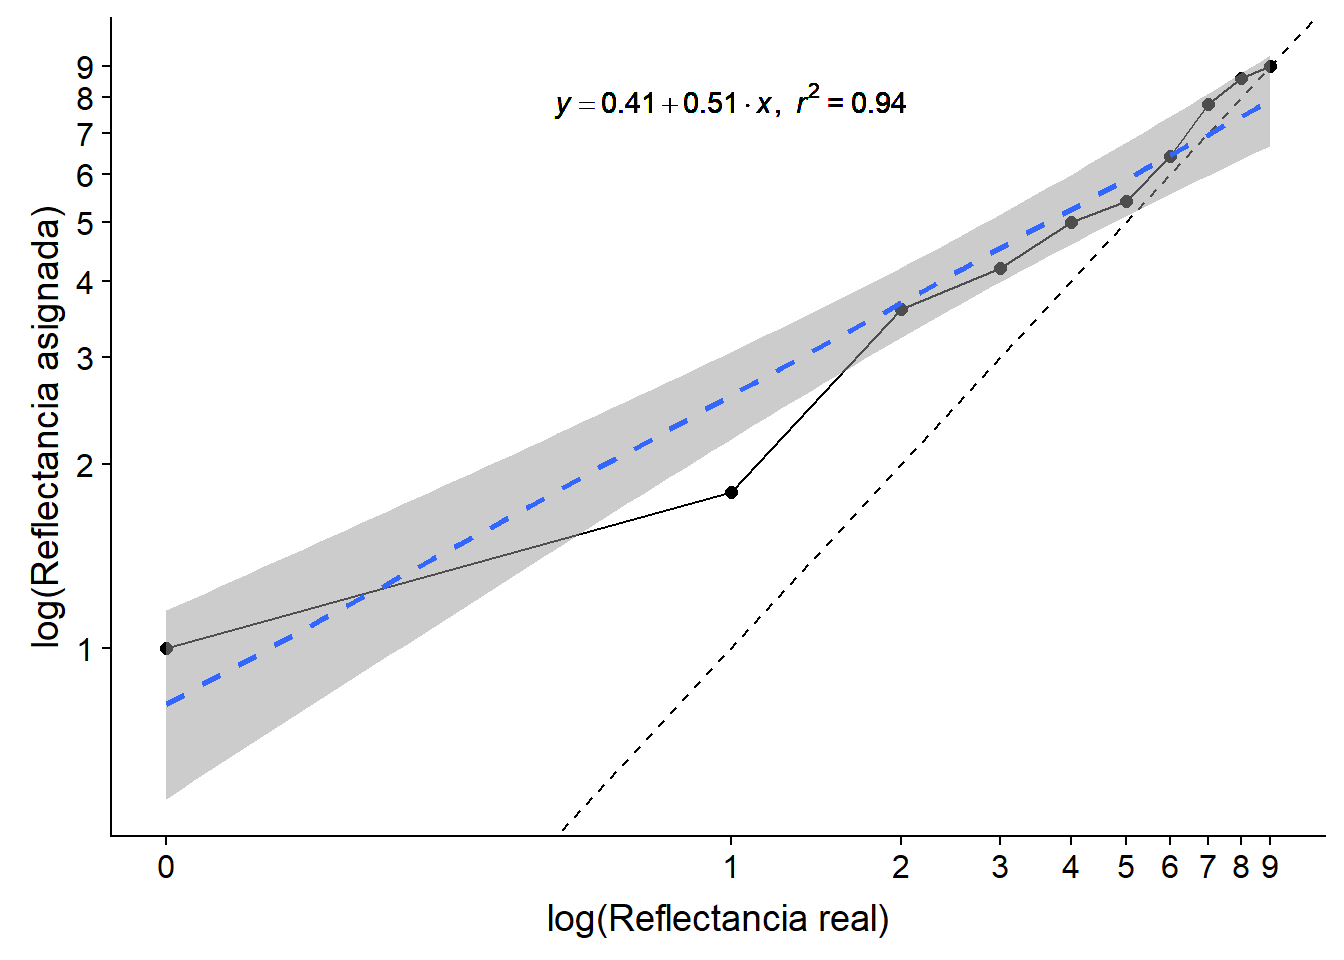 y = 0.41 + 0.51 · x, r² = 0.94
9
8
7
6
5
4
3
2
1
log(Reflectancia asignada)
0 1 2 3 4 5 6 7 8 9
log(Reflectancia real)